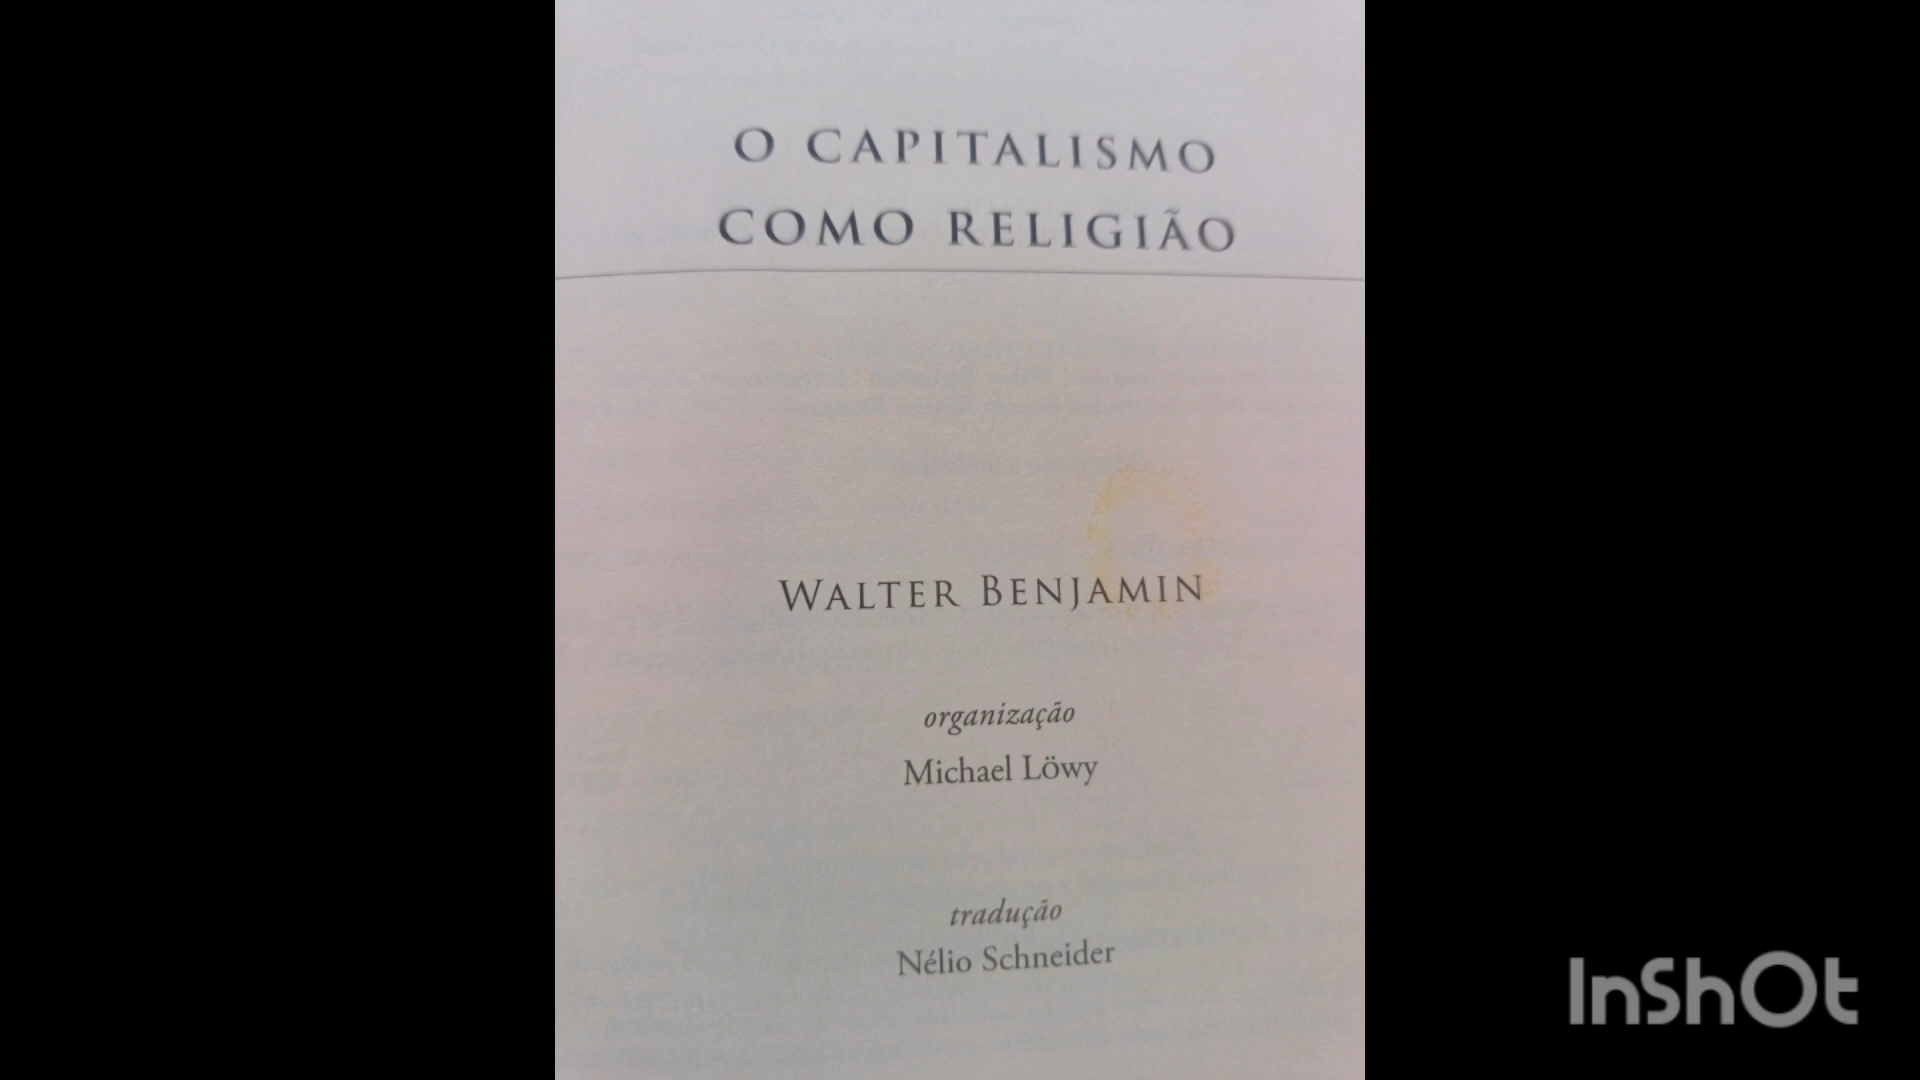 O CAPITALISMO
COMO RELIGIÃO
WALTER BENJAMIN
organização
Michael Löwy
tradução
Nélio Schneider
InShOt